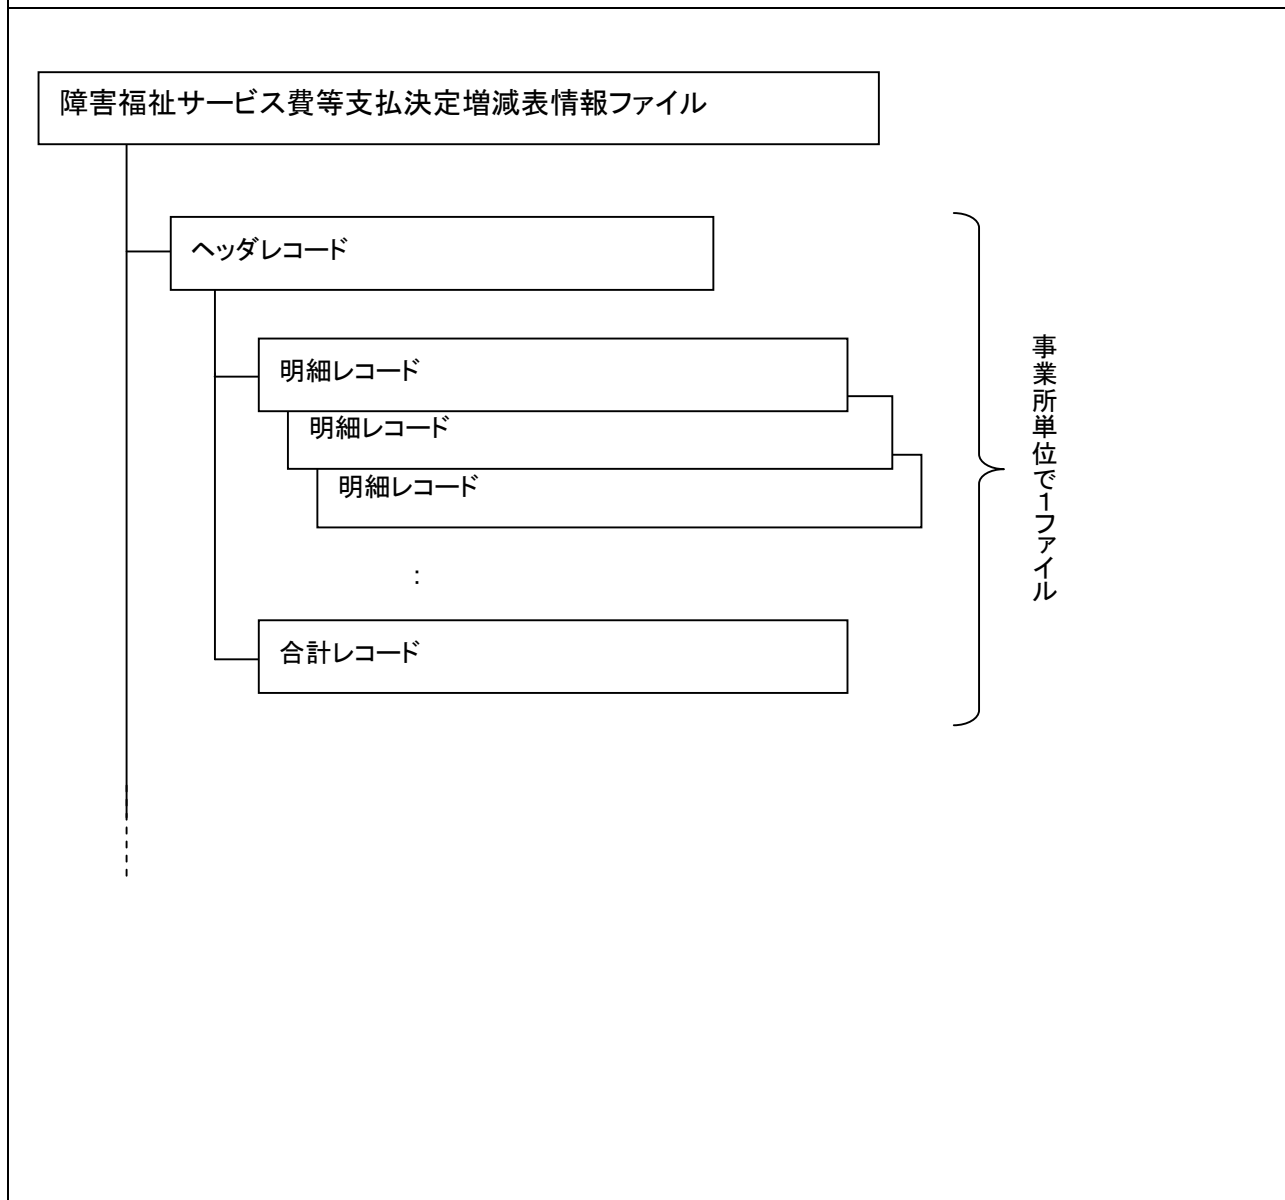 障害福祉サービス費等支払決定増減表情報ファイル
ヘッダレコード
明細レコード
明細レコード
明細レコード
:
合計レコード
事業所単位で1ファイル